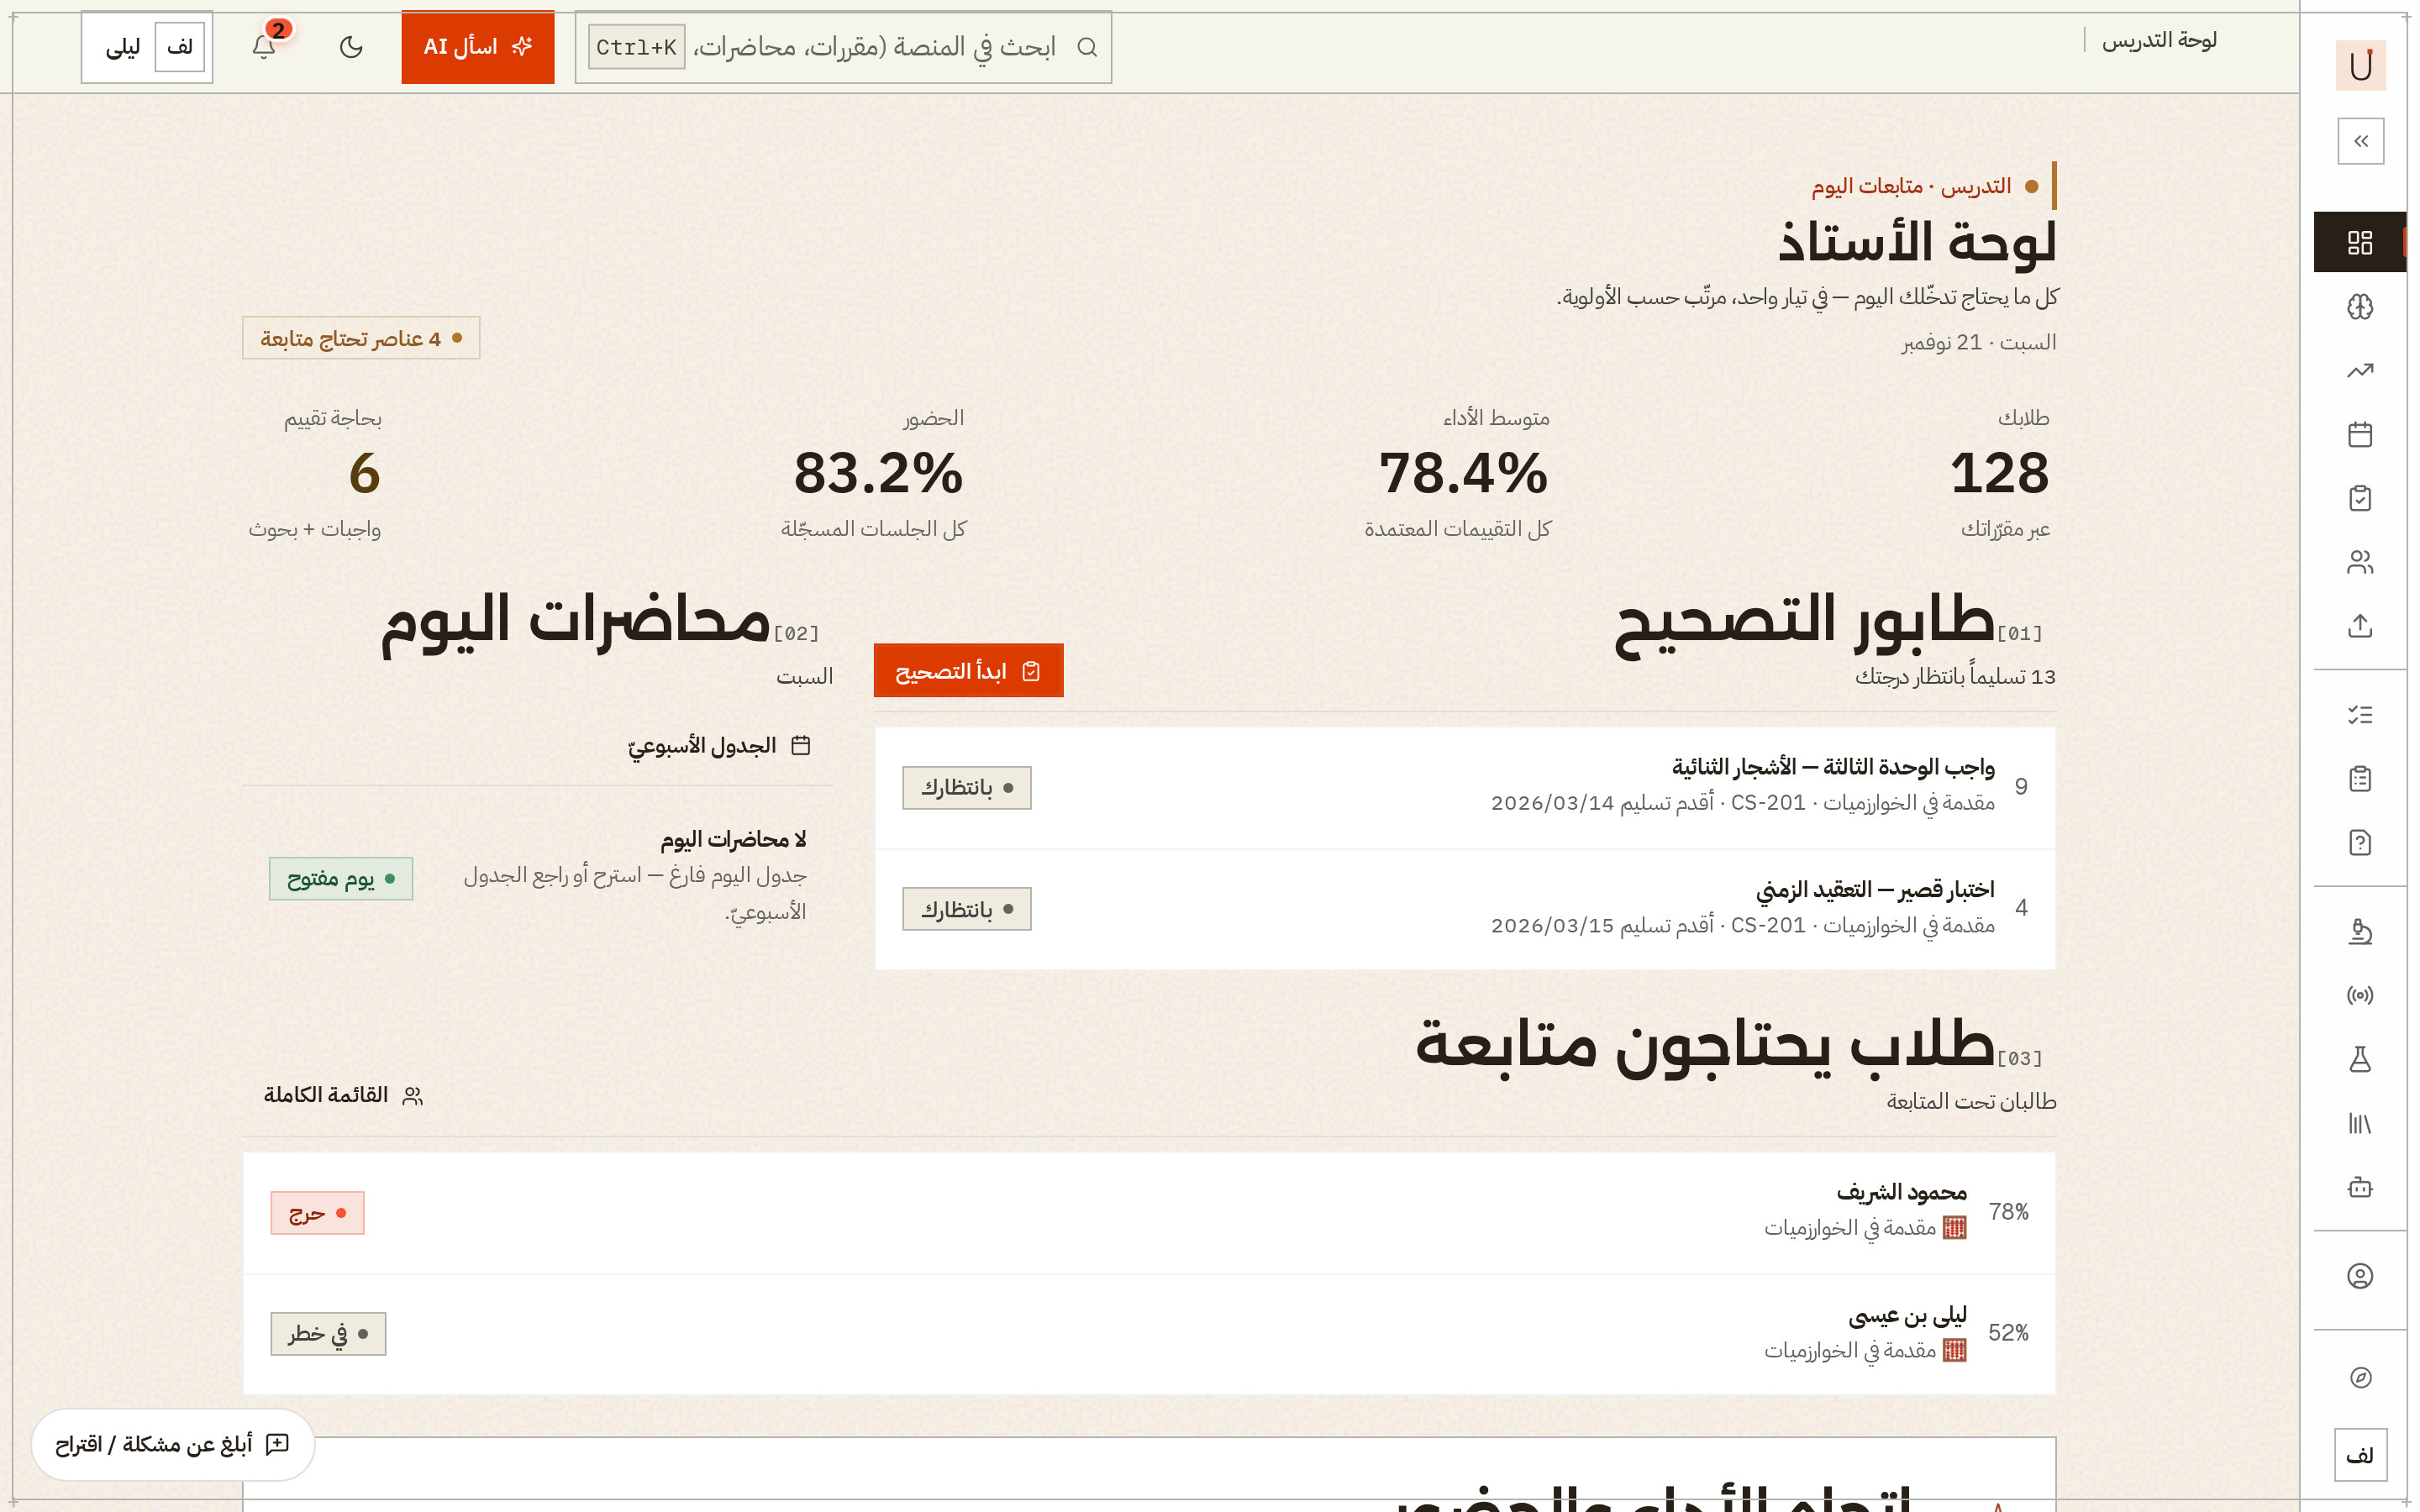 لوحة التدريس
ابحث في المنصة (مقررات، محاضرات،
Ctrl+K
اسأل AI
2
لف
ليلى
التدريس · متابعات اليوم
لوحة الأستاذ
كل ما يحتاج تدخّلك اليوم — في تيار واحد، مرتّب حسب الأولوية.
السبت · 21 نوفمبر
4 عناصر تحتاج متابعة
طلابك
128
عبر مقرّراتك
متوسط الأداء
78.4%
كل التقييمات المعتمدة
الحضور
83.2%
كل الجلسات المسجّلة
بحاجة تقييم
6
واجبات + بحوث
[01] طابور التصحيح
13 تسليماً بانتظار درجتك
ابدأ التصحيح
9
واجب الوحدة الثالثة — الأشجار الثنائية
مقدمة في الخوارزميات · CS-201 · أقدم تسليم 2026/03/14
بانتظارك
4
اختبار قصير — التعقيد الزمني
مقدمة في الخوارزميات · CS-201 · أقدم تسليم 2026/03/15
بانتظارك
[02] محاضرات اليوم
السبت
الجدول الأسبوعيّ
لا محاضرات اليوم
جدول اليوم فارغ — استرح أو راجع الجدول
الأسبوعيّ.
يوم مفتوح
[03] طلاب يحتاجون متابعة
طالبان تحت المتابعة
القائمة الكاملة
78%
محمود الشريف
مقدمة في الخوارزميات
حرج
52%
ليلى بن عيسى
مقدمة في الخوارزميات
في خطر
اتجاه الأداء والحضور
أبلغ عن مشكلة / اقتراح
لف